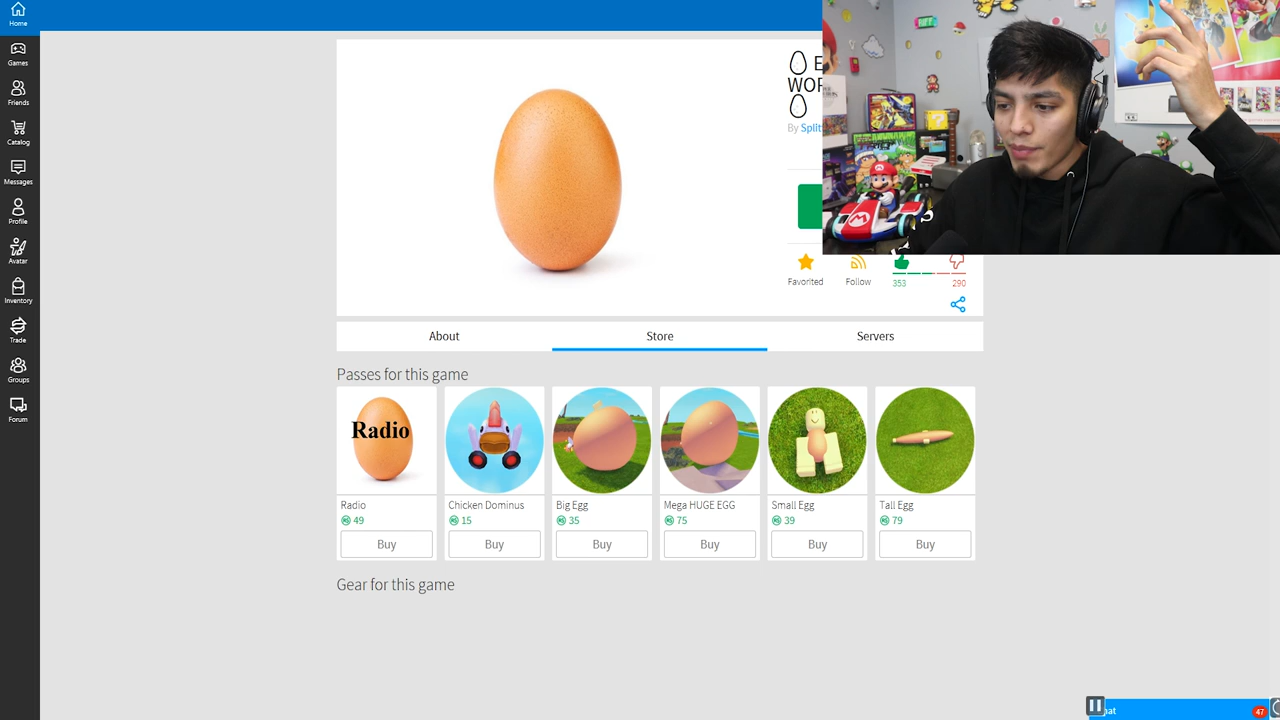 Home
Games
Friends
Catalog
Messages
Profile
Avatar
Inventory
Trade
Groups
Forum
By Split
Favorited
Follow
353
290
About
Store
Servers
Passes for this game
Radio
Radio
49
Buy
Chicken Dominus
15
Buy
Big Egg
35
Buy
Mega HUGE EGG
75
Buy
Small Egg
39
Buy
Tall Egg
79
Buy
Gear for this game
47